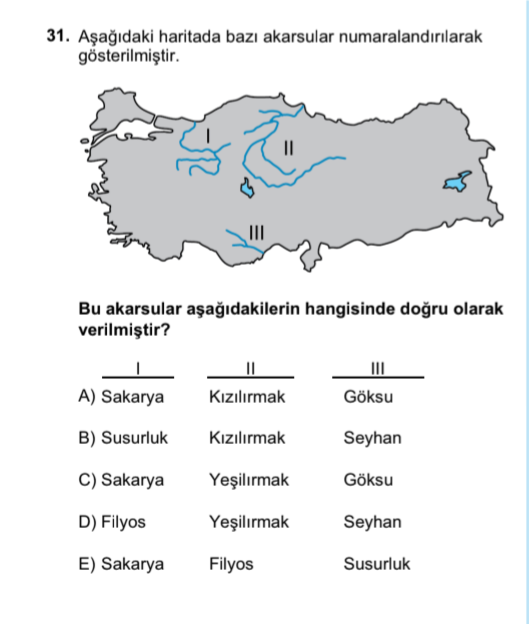 31. Aşağıdaki haritada bazı akarsular numaralandırılarak
gösterilmiştir.
I
II
III
Bu akarsular aşağıdakilerin hangisinde doğru olarak
verilmiştir?
I II III
A) Sakarya Kızılırmak Göksu
B) Susurluk Kızılırmak Seyhan
C) Sakarya Yeşilırmak Göksu
D) Filyos Yeşilırmak Seyhan
E) Sakarya Filyos Susurluk